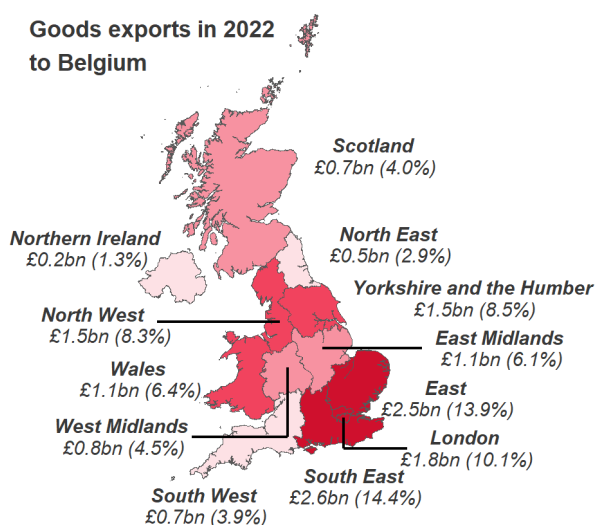 Goods exports in 2022
to Belgium
Scotland
£0.7bn (4.0%)
Northern Ireland
£0.2bn (1.3%)
North East
£0.5bn (2.9%)
Yorkshire and the Humber
£1.5bn (8.5%)
North West
£1.5bn (8.3%)
East Midlands
£1.1bn (6.1%)
Wales
£1.1bn (6.4%)
East
£2.5bn (13.9%)
West Midlands
£0.8bn (4.5%)
London
£1.8bn (10.1%)
South East
£2.6bn (14.4%)
South West
£0.7bn (3.9%)